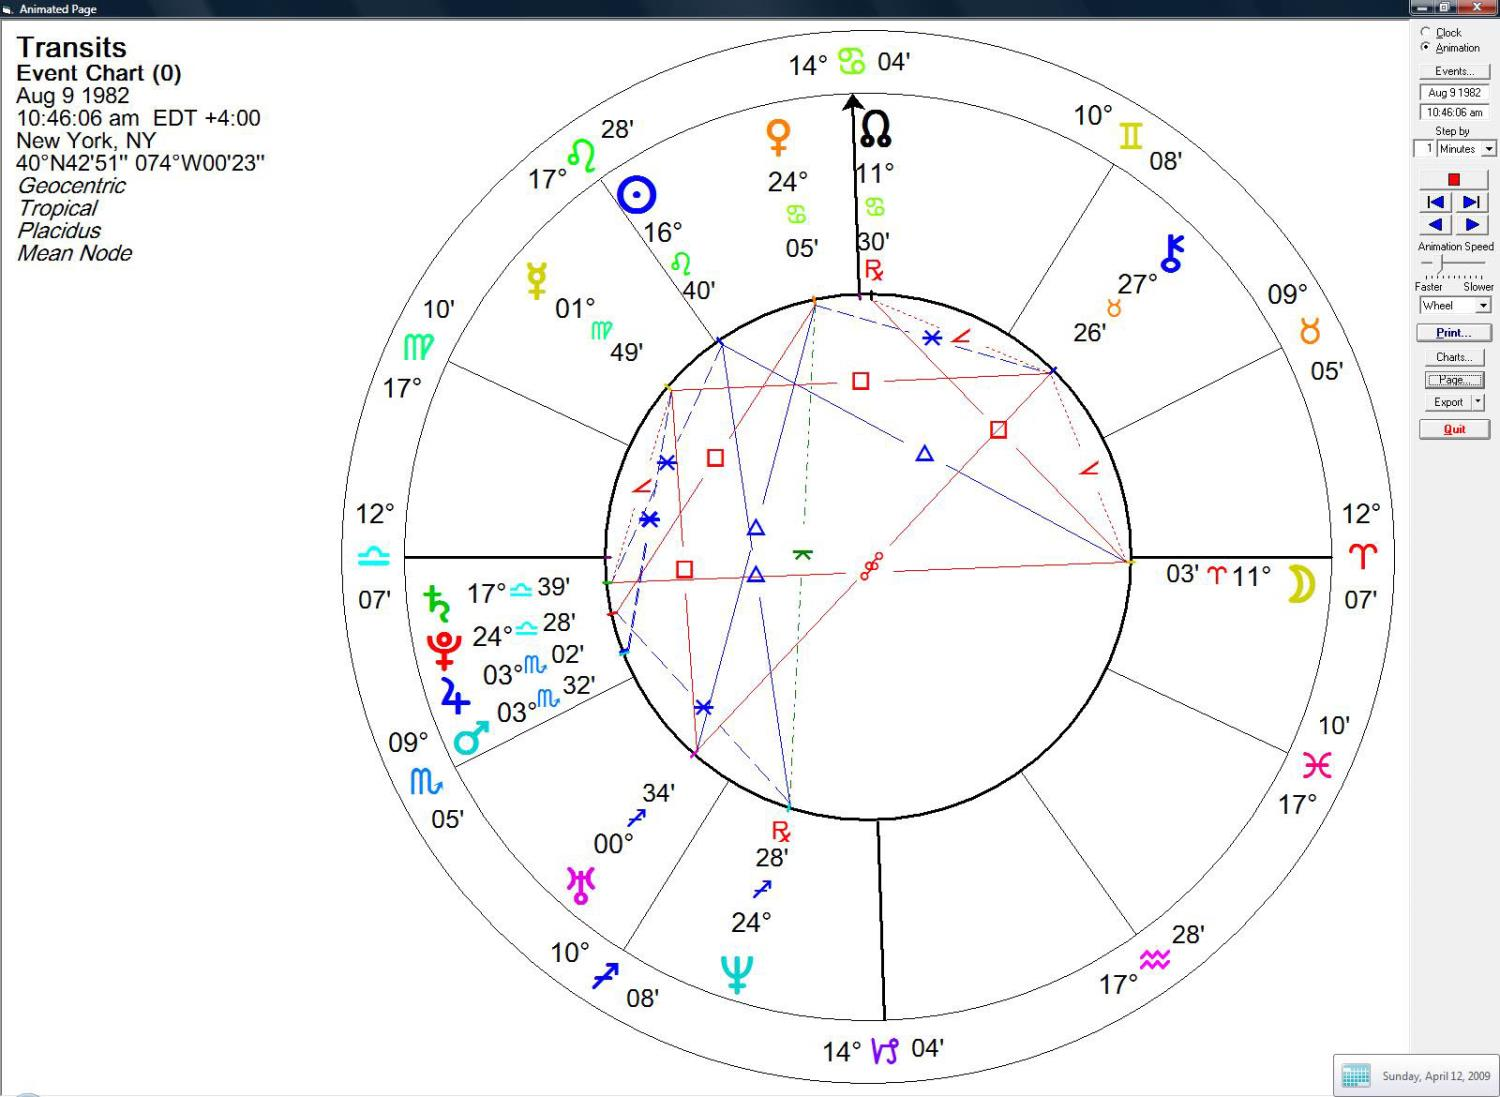 Animated Page
Transits
Event Chart (0)
Aug 9 1982
10:46:06 am EDT +4:00
New York, NY
40°N42'51" 074°W00'23"
Geocentric
Tropical
Placidus
Mean Node
14° ♋ 04'
10° ♊ 08'
09° ♉ 05'
12° ♈ 07'
10' ♓ 17°
28' ♒ 17°
14° ♑ 04'
10° ♐ 08'
09° ♏ 05'
12° ♎ 07'
10' ♍ 17°
17° ♌ 28'
♀ 24° ♋ 05'
☊ 11° ♋ 30' ℞
⚷ 27° ♉ 26'
☉ 16° ♌ 40'
☿ 01° ♍ 49'
03' ♈ 11° ☽
♄ 17° ♎ 39'
♇ 24° ♎ 28'
♃ 03° ♏ 02'
♂ 03° ♏ 32'
34' ♐ 00° ♅
℞ 28' ♐ 24° ♆
Clock
Animation
Events...
Aug 9 1982
10:46:06 am
Step by
1 Minutes
Animation Speed
Faster Slower
Wheel
Print...
Charts...
Page...
Export
Quit
Sunday, April 12, 2009